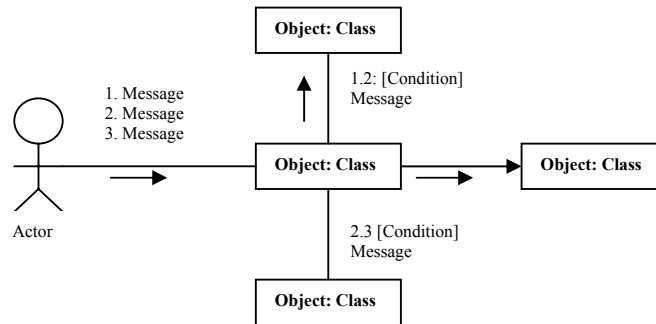 Object: Class
1. Message
2. Message
3. Message
1.2: [Condition]
Message
Object: Class
Object: Class
Actor
2.3 [Condition]
Message
Object: Class